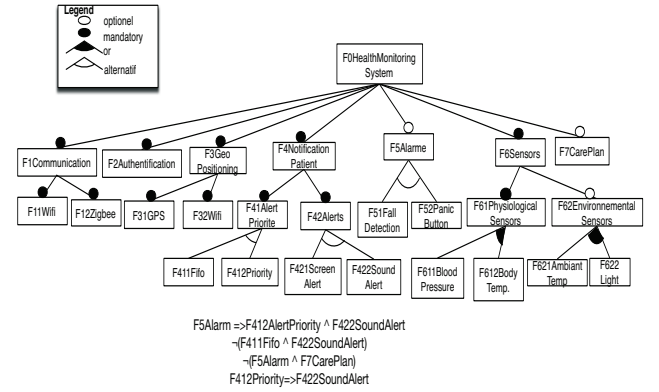 Legend
optionel
mandatory
or
alternatif
F0HealthMonitoring
System
F1Communication
F2Authentification
F3Geo
Positioning
F4Notification
Patient
F5Alarme
F6Sensors
F7CarePlan
F11Wifi
F12Zigbee
F31GPS
F32Wifi
F41Alert
Priorite
F42Alerts
F51Fall
Detection
F52Panic
Button
F61Physiological
Sensors
F62Environnemental
Sensors
F411Fifo
F412Priority
F421Screen
Alert
F422Sound
Alert
F611Blood
Pressure
F612Body
Temp.
F621Ambiant
Temp
F622
Light
F5Alarm =>F412AlertPriority ^ F422SoundAlert
¬(F411Fifo ^ F422SoundAlert)
¬(F5Alarm ^ F7CarePlan)
F412Priority=>F422SoundAlert